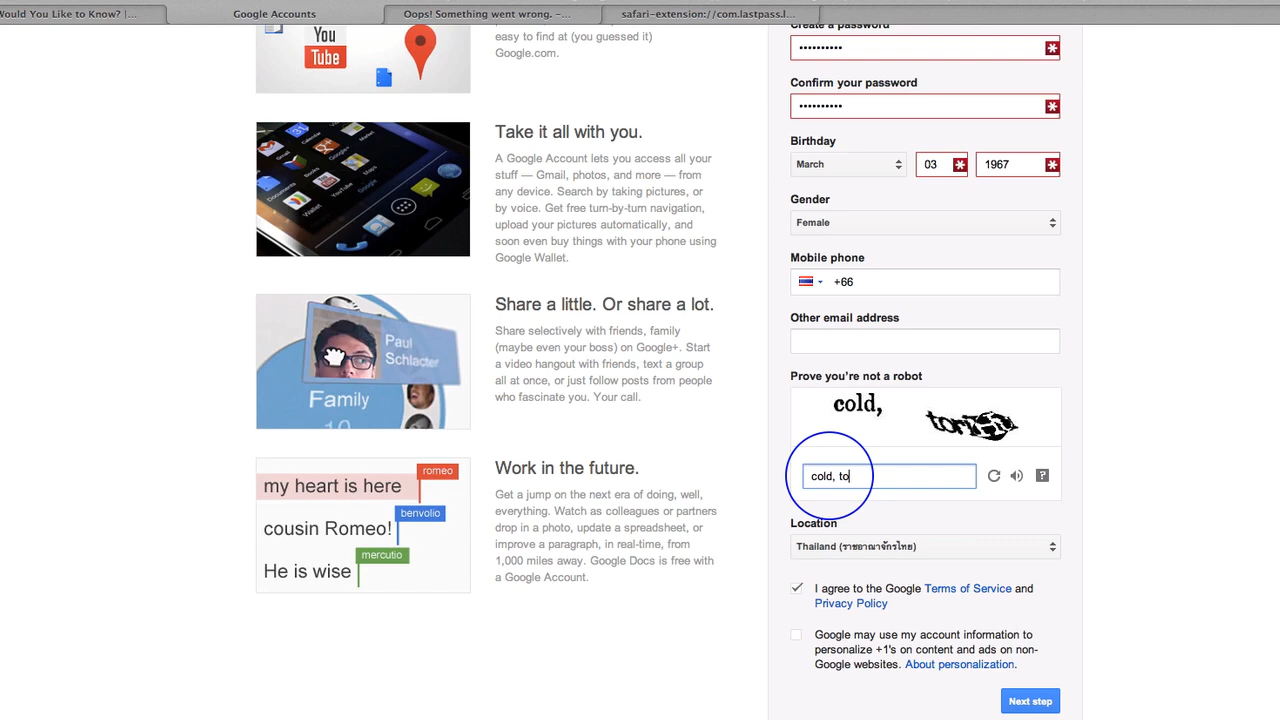 Would You Like to Know? |...
Google Accounts
Oops! Something went wrong. –...
safari-extension://com.lastpass.l...
You
Tube
easy to find at (you guessed it)
Google.com.
Take it all with you.
A Google Account lets you access all your
stuff — Gmail, photos, and more — from
any device. Search by taking pictures, or
by voice. Get free turn-by-turn navigation,
upload your pictures automatically, and
soon even buy things with your phone using
Google Wallet.
Share a little. Or share a lot.
Share selectively with friends, family
(maybe even your boss) on Google+. Start
a video hangout with friends, text a group
all at once, or just follow posts from people
who fascinate you. Your call.
Paul
Schlacter
Family
10
Work in the future.
Get a jump on the next era of doing, well,
everything. Watch as colleagues or partners
drop in a photo, update a spreadsheet, or
improve a paragraph, in real-time, from
1,000 miles away. Google Docs is free with
a Google Account.
romeo
my heart is here
benvolio
cousin Romeo!
mercutio
He is wise
Create a password
••••••••••
Confirm your password
••••••••••
Birthday
March 03 1967
Gender
Female
Mobile phone
+66
Other email address
Prove you're not a robot
cold,
cold, to
Location
Thailand (ราชอาณาจักรไทย)
I agree to the Google Terms of Service and
Privacy Policy
Google may use my account information to
personalize +1's on content and ads on non-
Google websites. About personalization.
Next step